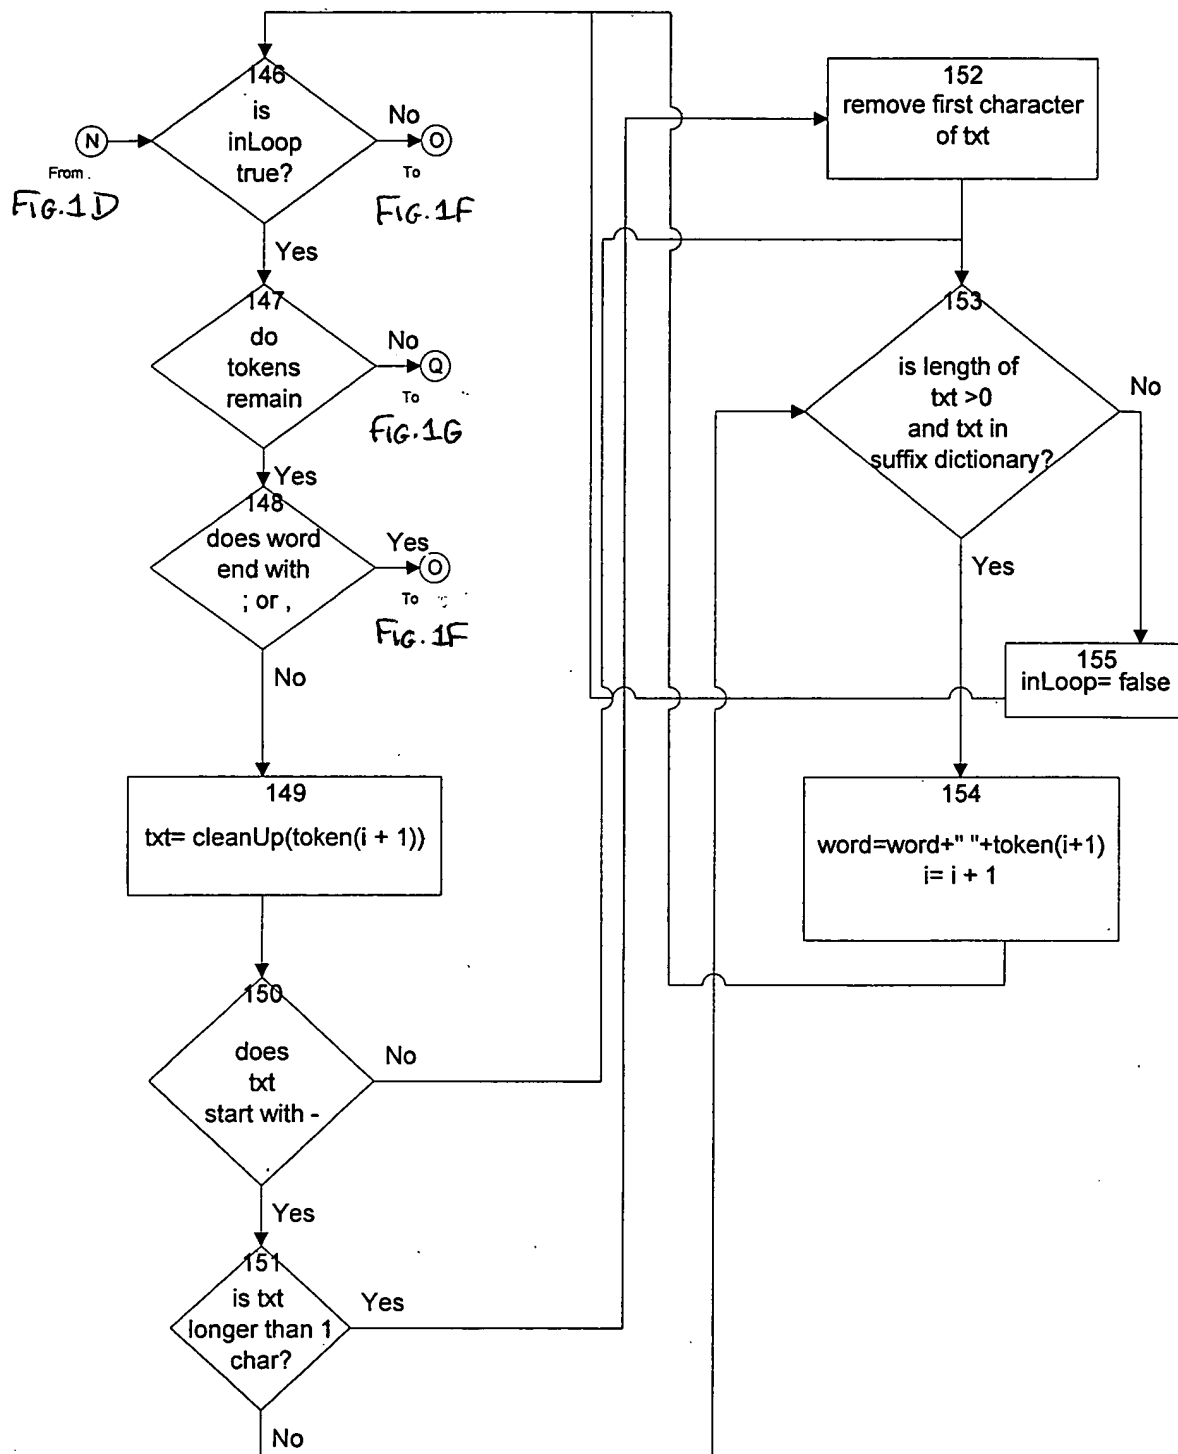 146
is
inLoop
true?
N
From
FIG. 1D
No
O
To
FIG. 1F
Yes
147
do
tokens
remain
No
Q
To
FIG. 1G
Yes
148
does word
end with
; or ,
Yes
O
To
FIG. 1F
No
149
txt= cleanUp(token(i + 1))
150
does
txt
start with -
No
Yes
151
is txt
longer than 1
char?
Yes
No
152
remove first character
of txt
153
is length of
txt >0
and txt in
suffix dictionary?
No
Yes
155
inLoop= false
154
word=word+" "+token(i+1)
i= i + 1